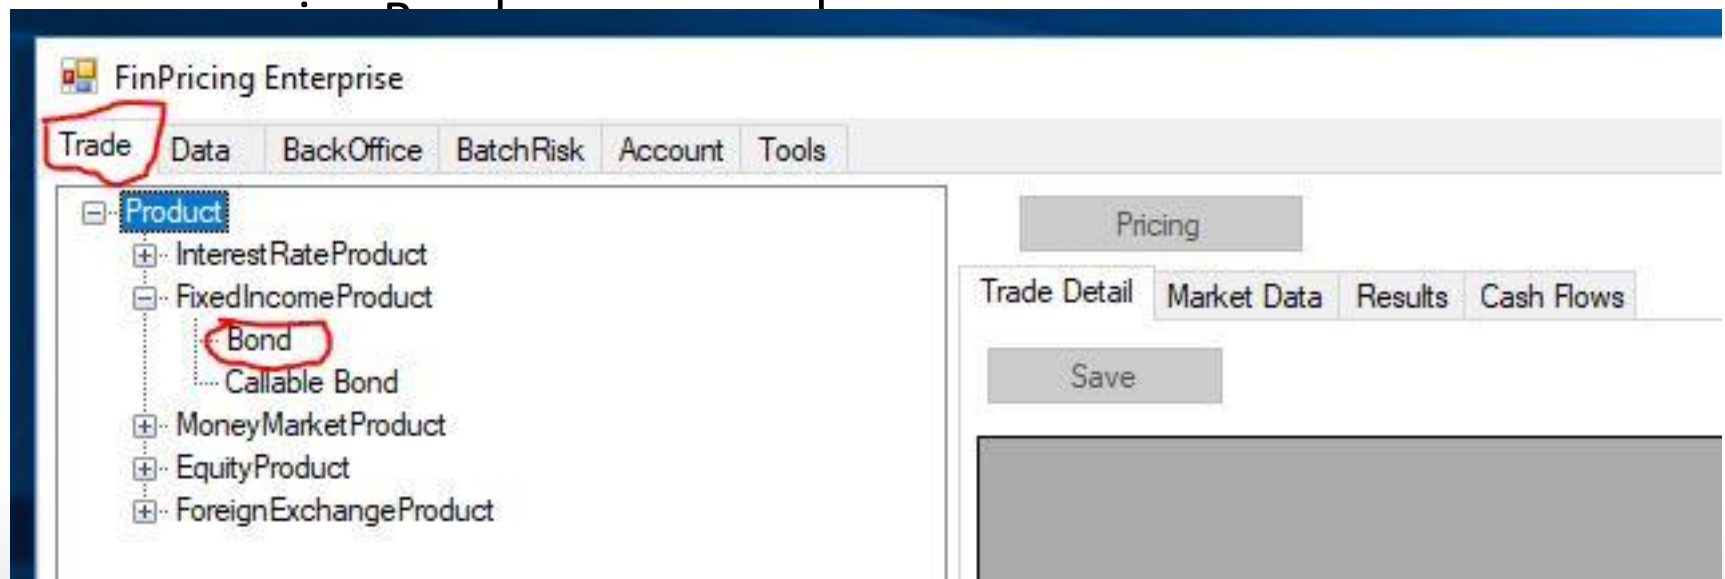 FinPricing Enterprise
Trade Data BackOffice BatchRisk Account Tools
Product
InterestRateProduct
FixedIncomeProduct
Bond
Callable Bond
MoneyMarketProduct
EquityProduct
ForeignExchangeProduct
Pricing
Trade Detail Market Data Results Cash Flows
Save